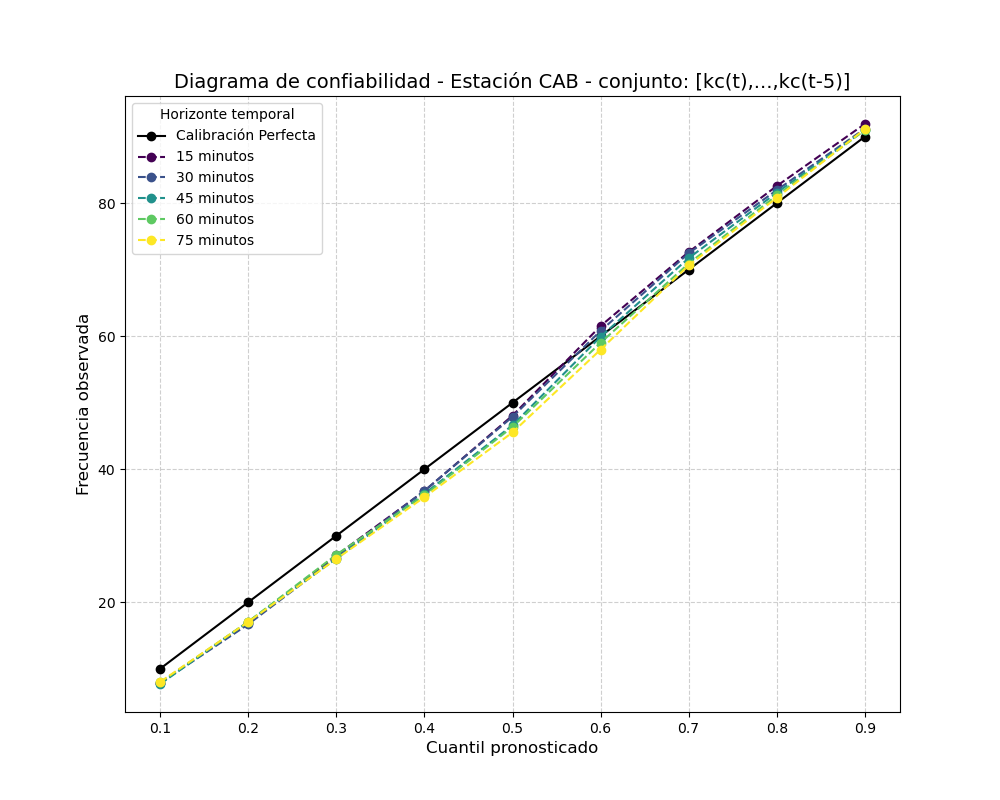 Diagrama de confiabilidad - Estación CAB - conjunto: [kc(t),...,kc(t-5)]
Horizonte temporal
Calibración Perfecta
15 minutos
30 minutos
45 minutos
60 minutos
75 minutos
Frecuencia observada
80
60
40
20
0.1 0.2 0.3 0.4 0.5 0.6 0.7 0.8 0.9
Cuantil pronosticado